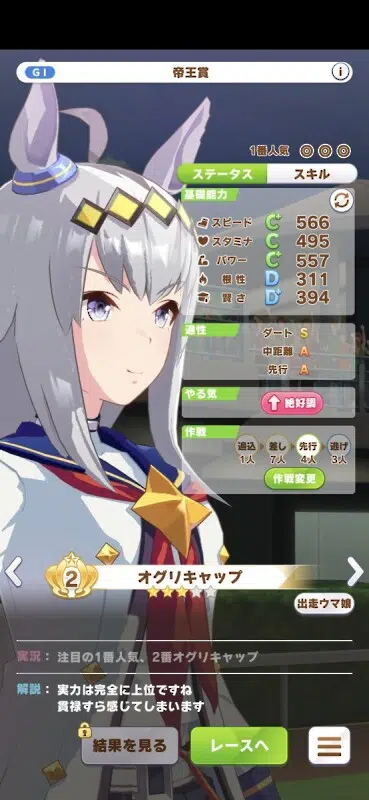 GI 帝王賞 i
1番人気 ◎◎◎
ステータス スキル
基礎能力
スピード C+ 566
スタミナ C 495
パワー C+ 557
根性 D 311
賢さ D+ 394
適性
ダート S
中距離 A
先行 A
やる気
絶好調
作戦
追込 差し 先行 逃げ
1人 7人 4人 3人
作戦変更
2 オグリキャップ
出走ウマ娘
実況： 注目の1番人気、2番オグリキャップ
解説： 実力は完全に上位ですね
貫禄すら感じてしまいます
結果を見る レースへ